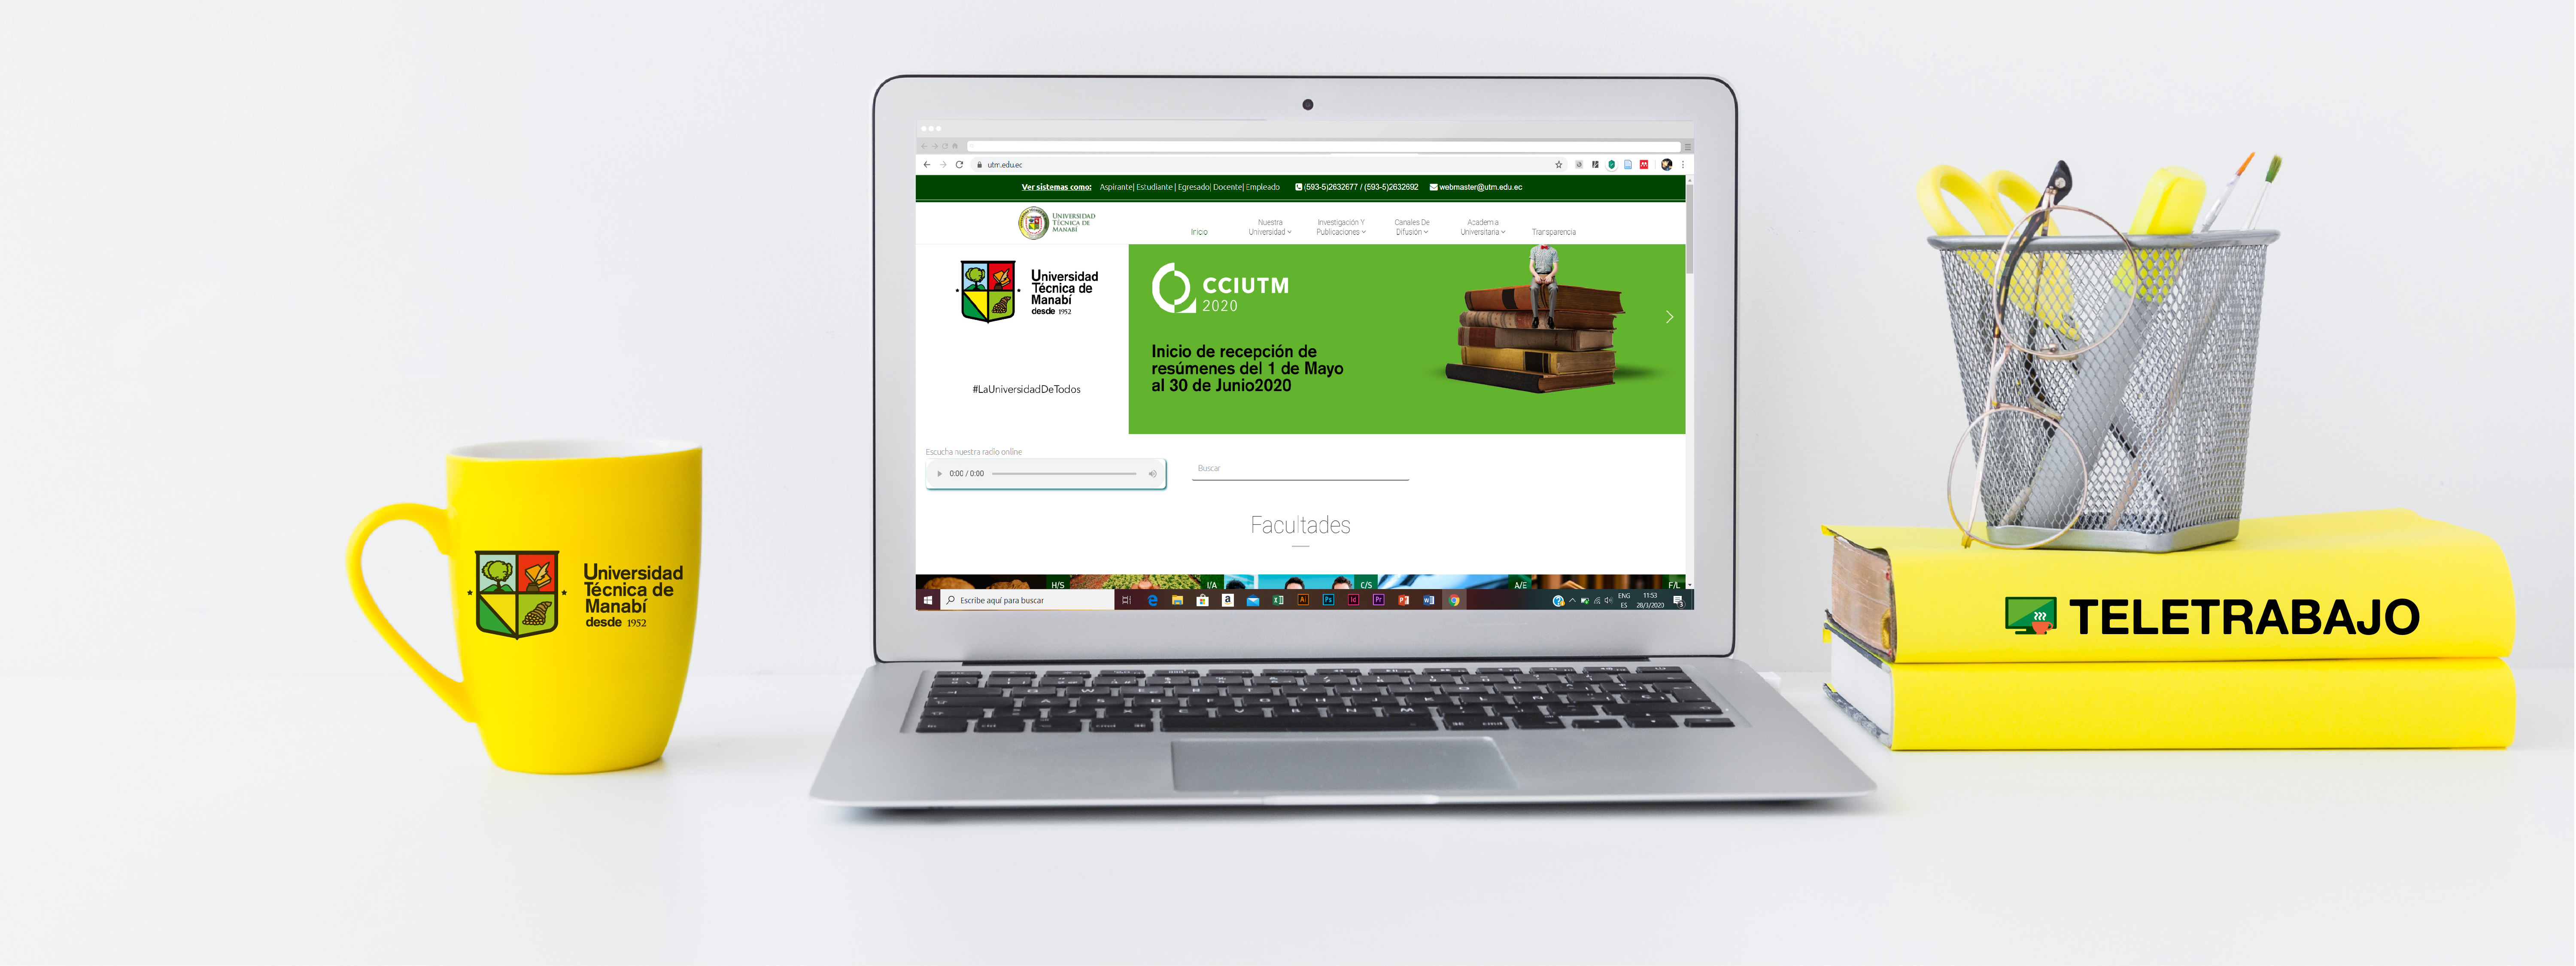 utm.edu.ec
Ver sistemas como: Aspirante| Estudiante | Egresado| Docente| Empleado (593-5)2632677 / (593-5)2632692 webmaster@utm.edu.ec
UNIVERSIDAD
TÉCNICA DE
MANABÍ
Inicio
Nuestra
Universidad
Investigación Y
Publicaciones
Canales De
Difusión
Academia
Universitaria
Transparencia
Universidad
Técnica de
Manabí
desde 1952
#LaUniversidadDeTodos
CCIUTM
2020
Inicio de recepción de
resúmenes del 1 de Mayo
al 30 de Junio2020
Escucha nuestra radio online
0:00 / 0:00
Buscar
Facultades
H/S I/A C/S A/E F/L
Escribe aquí para buscar
ENG
ES
11:53
28/3/2020
Universidad
Técnica de
Manabí
desde 1952
TELETRABAJO